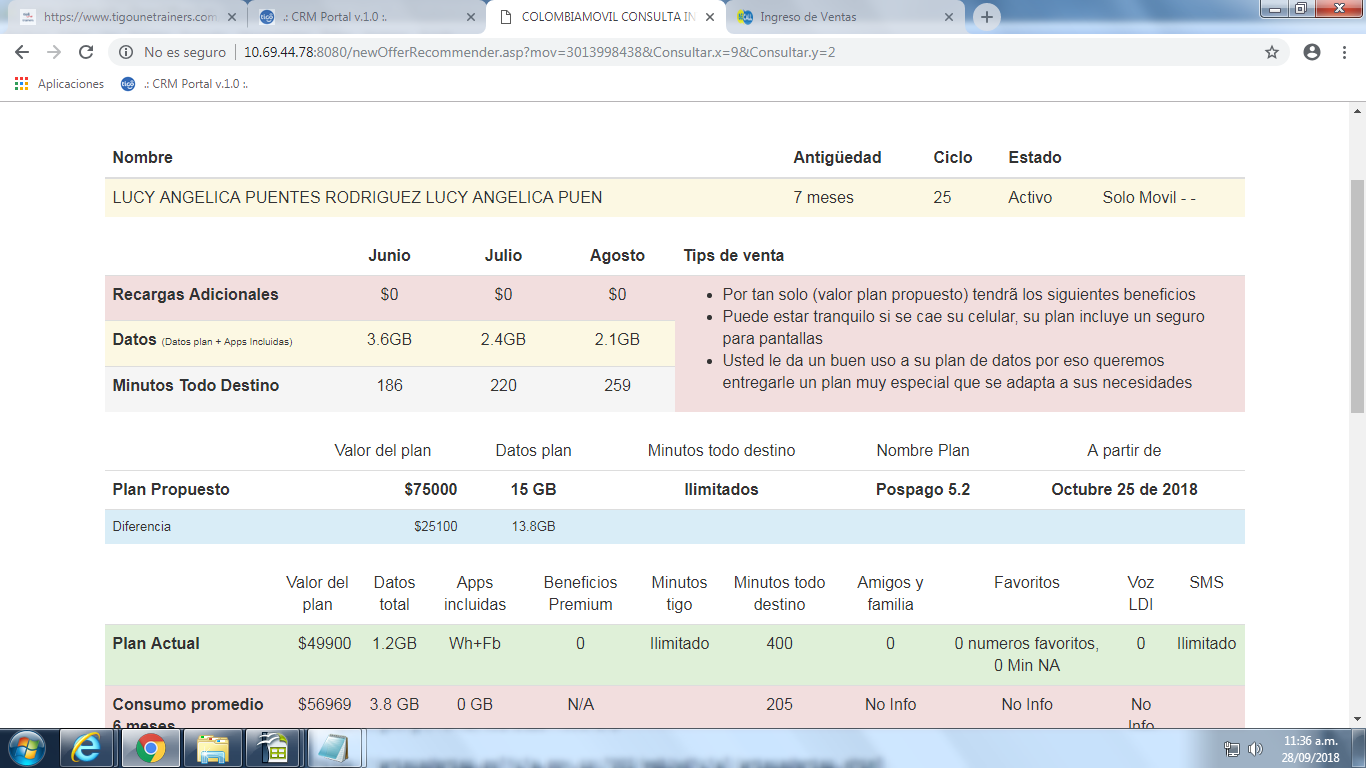 https://www.tigounetrainers.com
.: CRM Portal v.1.0 :.
COLOMBIAMOVIL CONSULTA IN
Ingreso de Ventas
No es seguro
10.69.44.78:8080/newOfferRecommender.asp?mov=3013998438&Consultar.x=9&Consultar.y=2
Aplicaciones
.: CRM Portal v.1.0 :.
Nombre Antigüedad Ciclo Estado
LUCY ANGELICA PUENTES RODRIGUEZ LUCY ANGELICA PUEN 7 meses 25 Activo Solo Movil - -
Junio Julio Agosto Tips de venta
Recargas Adicionales $0 $0 $0
Datos (Datos plan + Apps Incluidas) 3.6GB 2.4GB 2.1GB
Minutos Todo Destino 186 220 259
Por tan solo (valor plan propuesto) tendrã los siguientes beneficios
Puede estar tranquilo si se cae su celular, su plan incluye un seguro
para pantallas
Usted le da un buen uso a su plan de datos por eso queremos
entregarle un plan muy especial que se adapta a sus necesidades
Valor del plan Datos plan Minutos todo destino Nombre Plan A partir de
Plan Propuesto $75000 15 GB Ilimitados Pospago 5.2 Octubre 25 de 2018
Diferencia $25100 13.8GB
Valor del Datos Apps Beneficios Minutos Minutos todo Amigos y Favoritos Voz SMS
plan total incluidas Premium tigo destino familia LDI
Plan Actual $49900 1.2GB Wh+Fb 0 Ilimitado 400 0 0 numeros favoritos, 0 Ilimitado
0 Min NA
Consumo promedio $56969 3.8 GB 0 GB N/A 205 No Info No Info No
6 meses Info
11:36 a.m.
28/09/2018